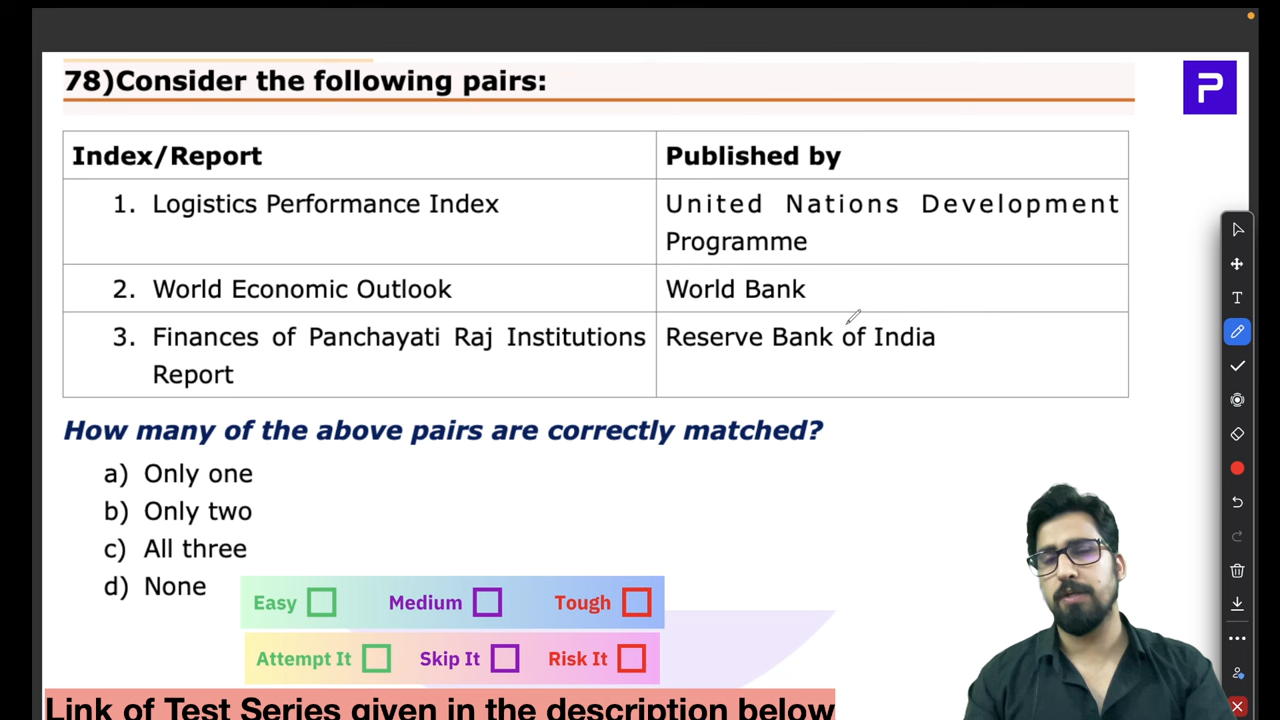 78)Consider the following pairs:
P
Index/Report Published by
1. Logistics Performance Index United Nations Development
Programme
2. World Economic Outlook World Bank
3. Finances of Panchayati Raj Institutions Reserve Bank of India
Report
How many of the above pairs are correctly matched?
a) Only one
b) Only two
c) All three
d) None
Easy Medium Tough
Attempt It Skip It Risk It
Link of Test Series given in the description below
T